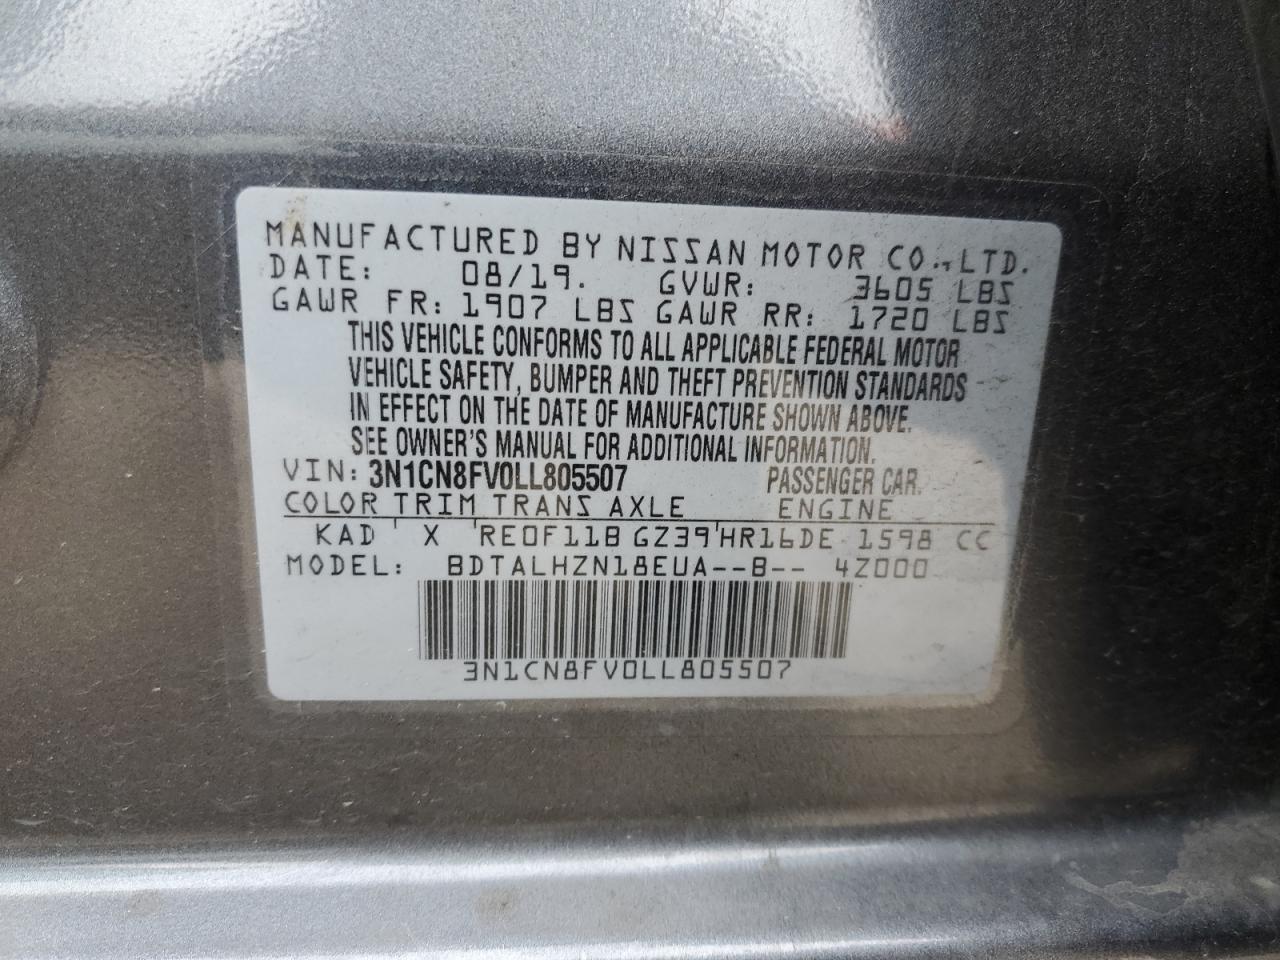 MANUFACTURED BY NISSAN MOTOR CO., LTD.
DATE: 08/19. GVWR: 3605 LBS
GAWR FR: 1907 LBS GAWR RR: 1720 LBS
THIS VEHICLE CONFORMS TO ALL APPLICABLE FEDERAL MOTOR
VEHICLE SAFETY, BUMPER AND THEFT PREVENTION STANDARDS
IN EFFECT ON THE DATE OF MANUFACTURE SHOWN ABOVE.
SEE OWNER'S MANUAL FOR ADDITIONAL INFORMATION.
VIN: 3N1CN8FV0LL805507 PASSENGER CAR.
COLOR TRIM TRANS AXLE ENGINE
KAD ' X 'RE0F11B GZ39'HR16DE 1598 CC
MODEL: BDTALHZN18EUA--B-- 4Z000
3N1CN8FV0LL805507